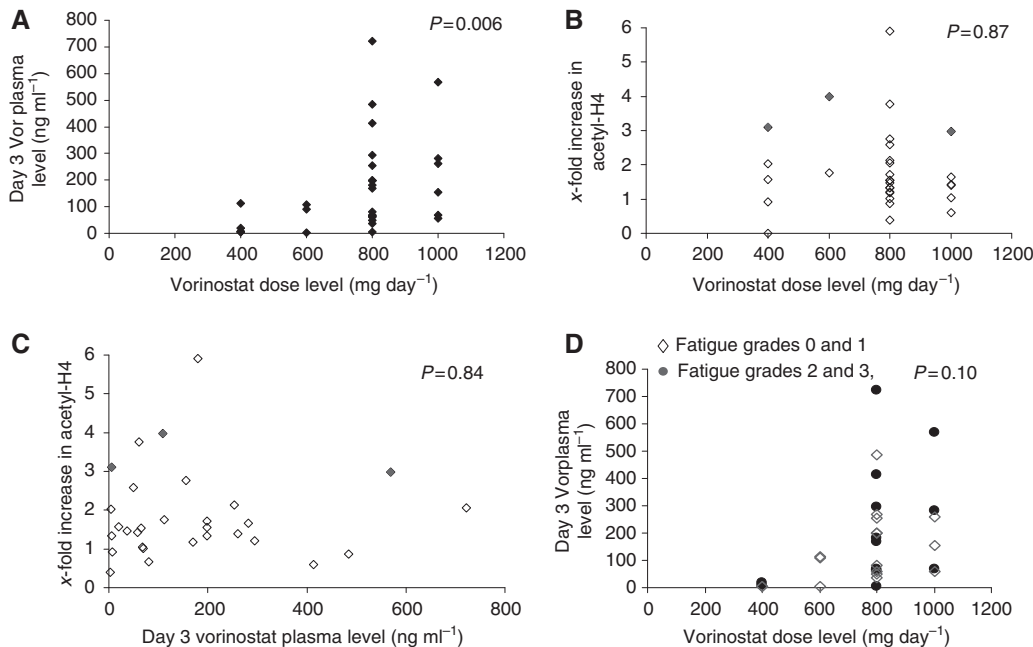 A
P=0.006
Day 3 Vor plasma
level (ng ml⁻¹)
800
700
600
500
400
300
200
100
0
0 200 400 600 800 1000 1200
Vorinostat dose level (mg day⁻¹)
B
P=0.87
x-fold increase in
acetyl-H4
6
5
4
3
2
1
0
0 200 400 600 800 1000 1200
Vorinostat dose level (mg day⁻¹)
C
P=0.84
x-fold increase in acetyl-H4
6
5
4
3
2
1
0
0 200 400 600 800
Day 3 vorinostat plasma level (ng ml⁻¹)
D
Fatigue grades 0 and 1
Fatigue grades 2 and 3,
P=0.10
Day 3 Vorplasma
level (ng ml⁻¹)
800
700
600
500
400
300
200
100
0
0 200 400 600 800 1000 1200
Vorinostat dose level (mg day⁻¹)